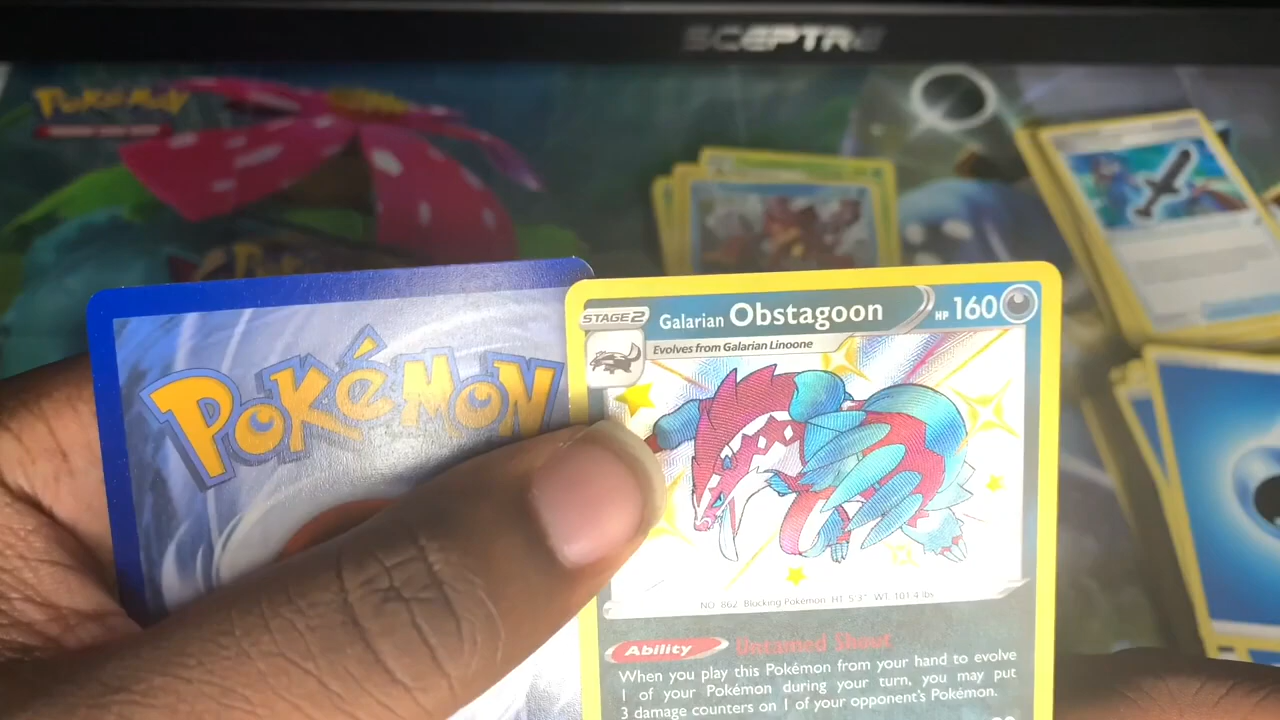 SCEPTRE
POKÉMON
POKÉMON
STAGE2
Galarian Obstagoon
HP 160
Evolves from Galarian Linoone
NO. 862 Blocking Pokémon HT: 5'3" WT: 101.4 lbs
Ability Untamed Shout
When you play this Pokémon from your hand to evolve
1 of your Pokémon during your turn, you may put
3 damage counters on 1 of your opponent's Pokémon.